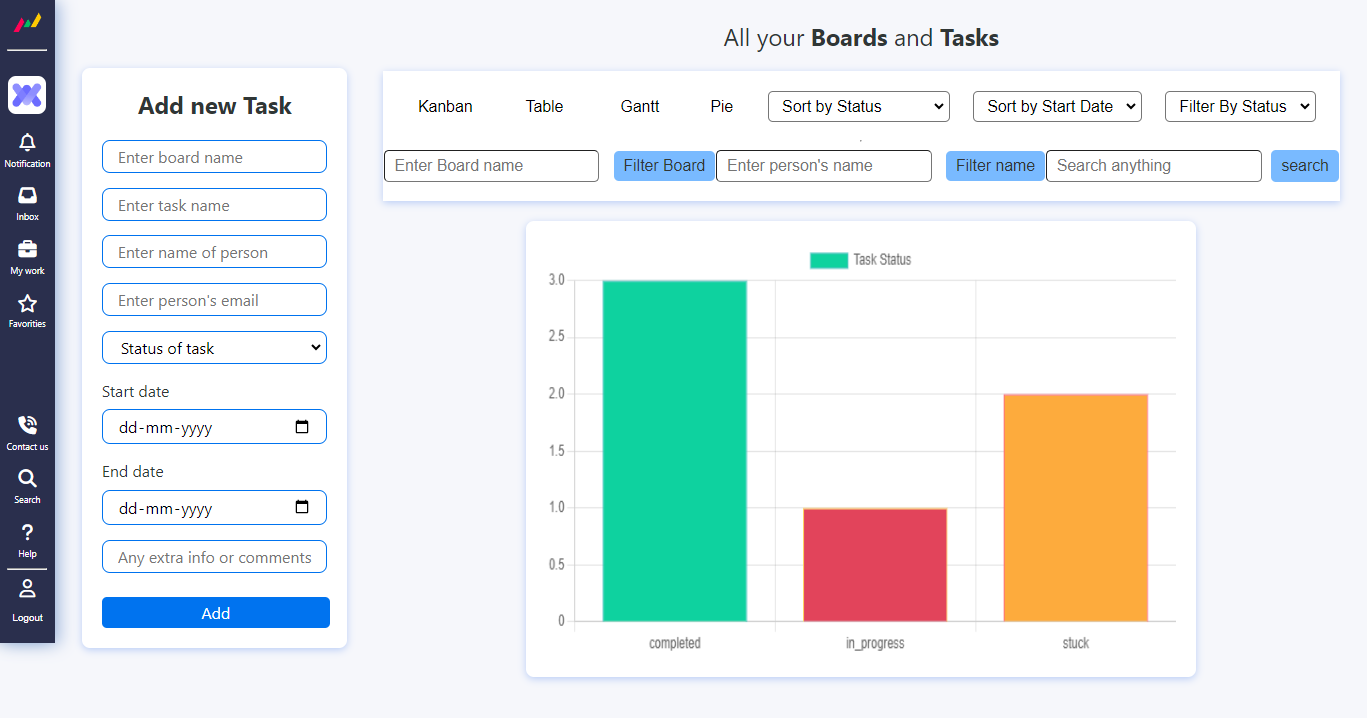 Notification
Inbox
My work
Favorities
Contact us
Search
Help
Logout
Add new Task
Enter board name
Enter task name
Enter name of person
Enter person's email
Status of task
Start date
dd-mm-yyyy
End date
dd-mm-yyyy
Any extra info or comments
Add
All your Boards and Tasks
Kanban Table Gantt Pie Sort by Status Sort by Start Date Filter By Status
Enter Board name Filter Board Enter person's name Filter name Search anything search
Task Status
3.0
2.5
2.0
1.5
1.0
0.5
0
completed in_progress stuck